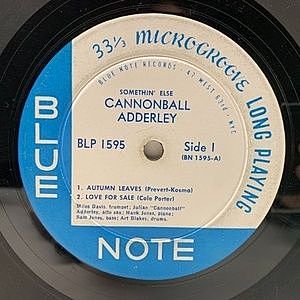 33⅓ MICROGROOVE LONG PLAYING
BLUE NOTE RECORDS · 47 WEST 63rd · NYC
SOMETHIN' ELSE
CANNONBALL
ADDERLEY
BLP 1595 Side 1
(BN 1595-A)
1. AUTUMN LEAVES (Prevert-Kosma)
2. LOVE FOR SALE (Cole Porter)
Miles Davis, trumpet; Julian "Cannonball"
Adderley, alto sax; Hank Jones, piano;
Sam Jones, bass; Art Blakey, drums.
BLUE
NOTE